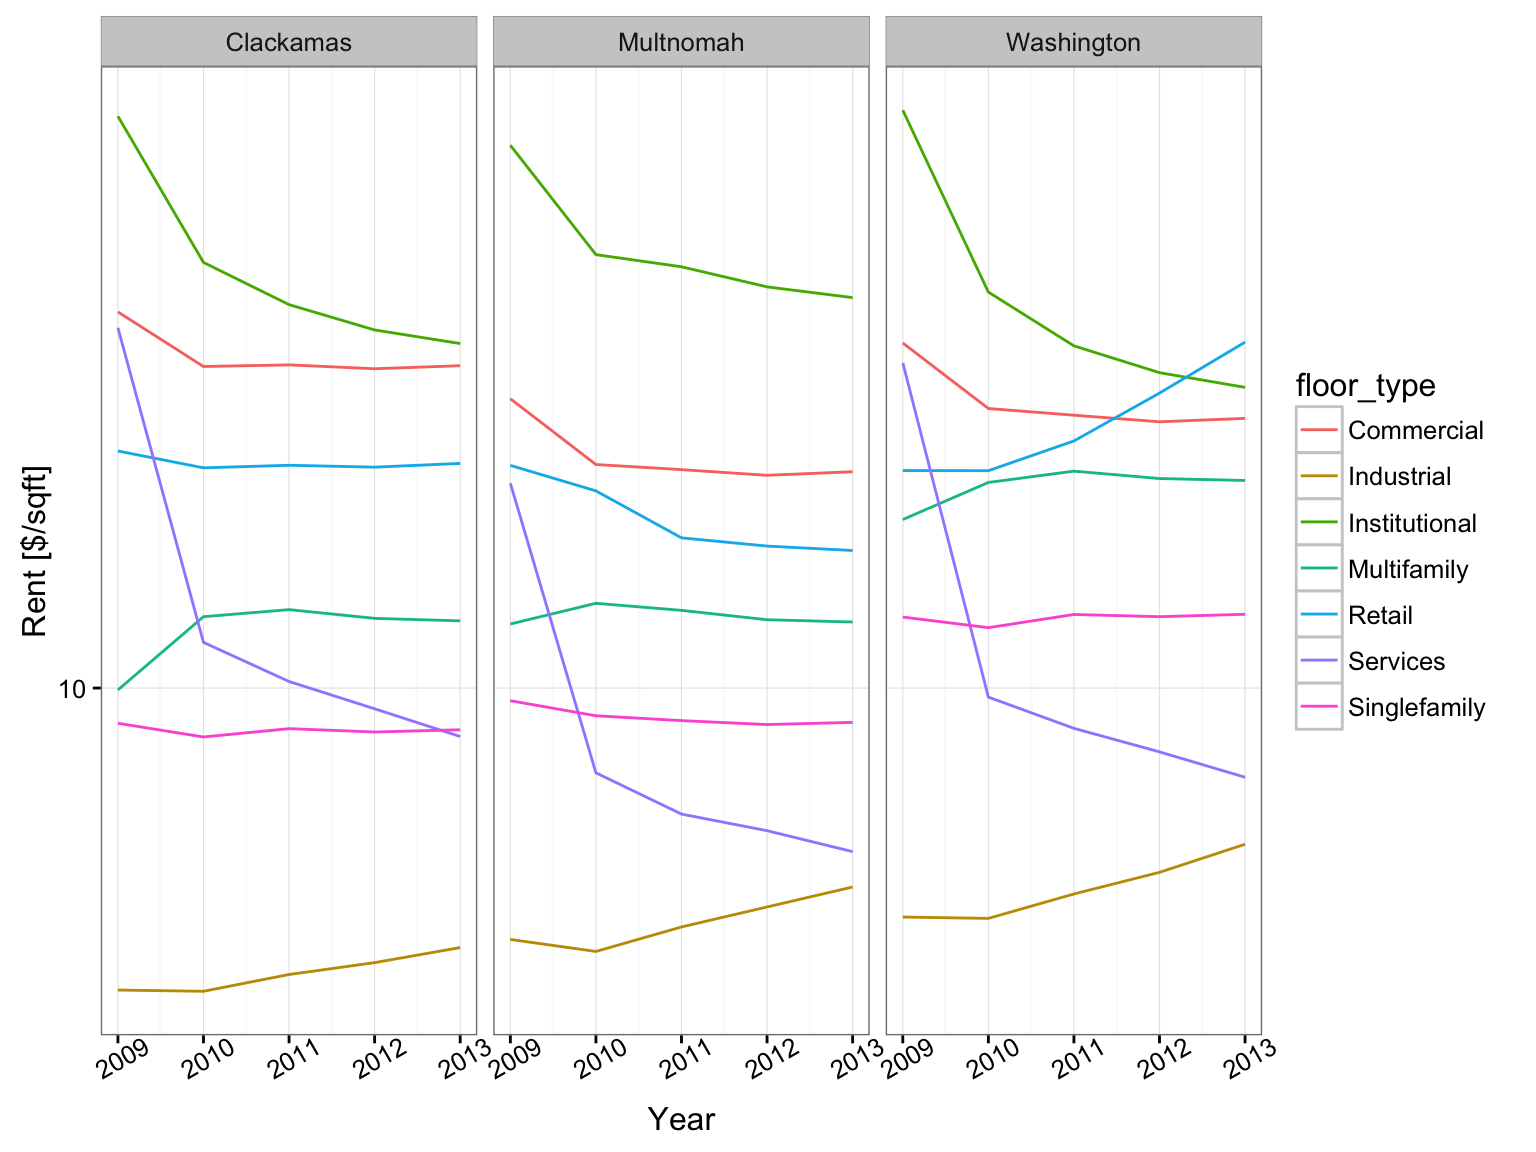 Clackamas
Multnomah
Washington
Rent [$/sqft]
10
2009 2010 2011 2012 2013
2009 2010 2011 2012 2013
2009 2010 2011 2012 2013
Year
floor_type
Commercial
Industrial
Institutional
Multifamily
Retail
Services
Singlefamily